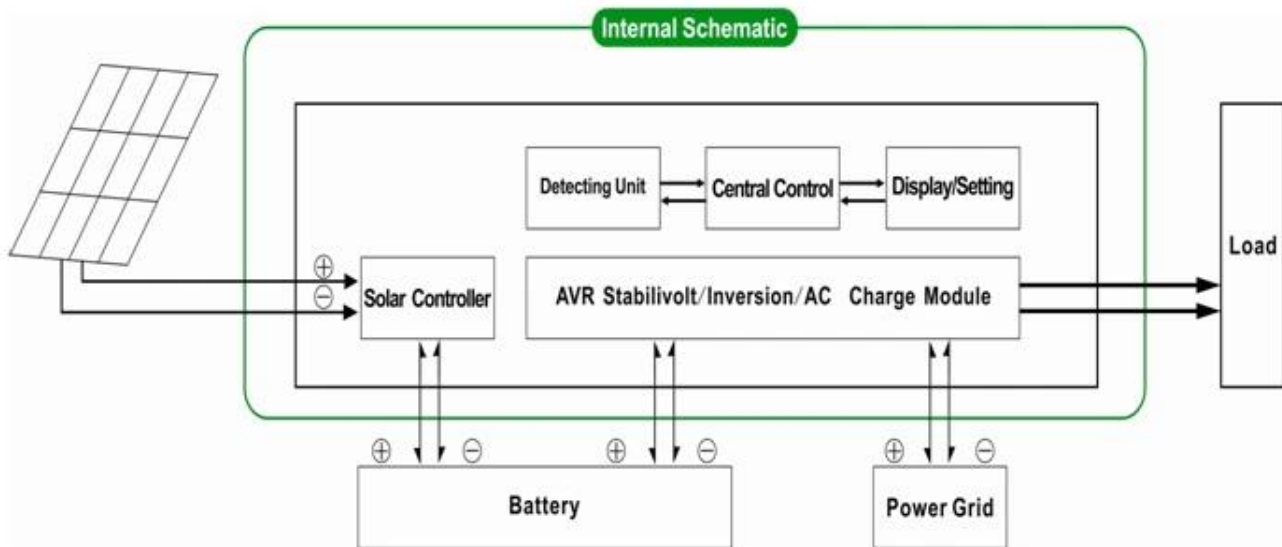 Internal Schematic
Detecting Unit
Central Control
Display/Setting
Load
⊕
⊖
Solar Controller
AVR Stabilivolt/Inversion/AC Charge Module
⊕ ⊖ ⊕ ⊖ ⊕ ⊖
Battery
Power Grid